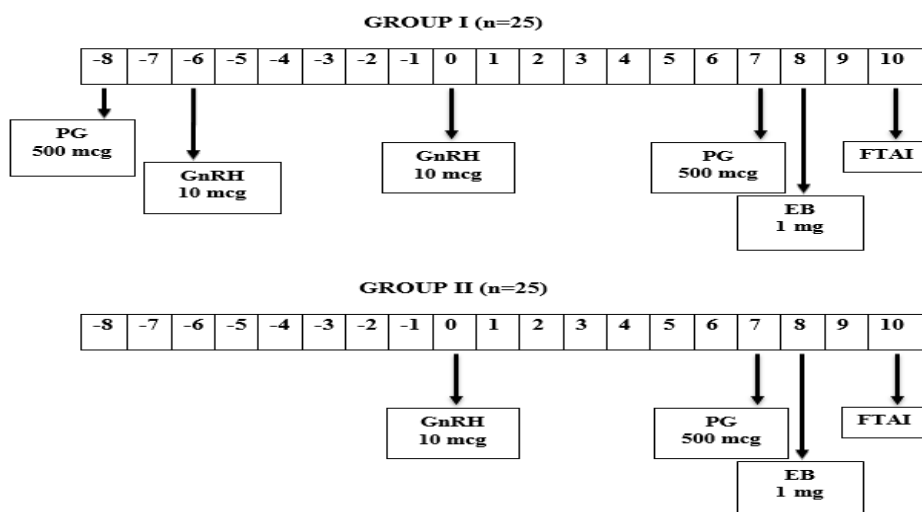 GROUP I (n=25)
-8 -7 -6 -5 -4 -3 -2 -1 0 1 2 3 4 5 6 7 8 9 10
PG
500 mcg
GnRH
10 mcg
GnRH
10 mcg
PG
500 mcg
EB
1 mg
FTAI
GROUP II (n=25)
-8 -7 -6 -5 -4 -3 -2 -1 0 1 2 3 4 5 6 7 8 9 10
GnRH
10 mcg
PG
500 mcg
EB
1 mg
FTAI